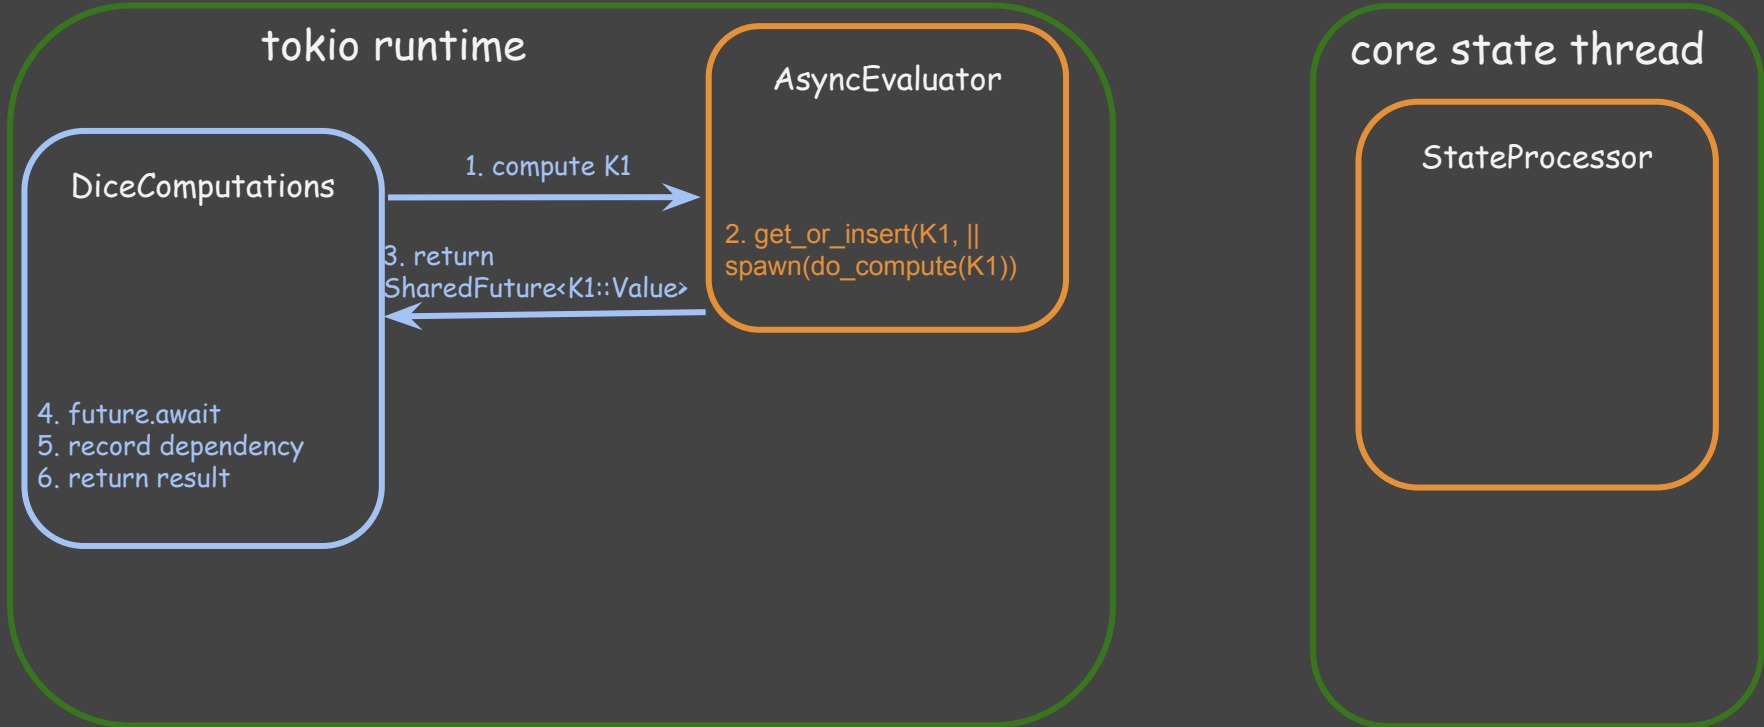 tokio runtime
AsyncEvaluator
DiceComputations
1. compute K1
2. get_or_insert(K1, ||
spawn(do_compute(K1))
3. return
SharedFuture<K1::Value>
4. future.await
5. record dependency
6. return result
core state thread
StateProcessor